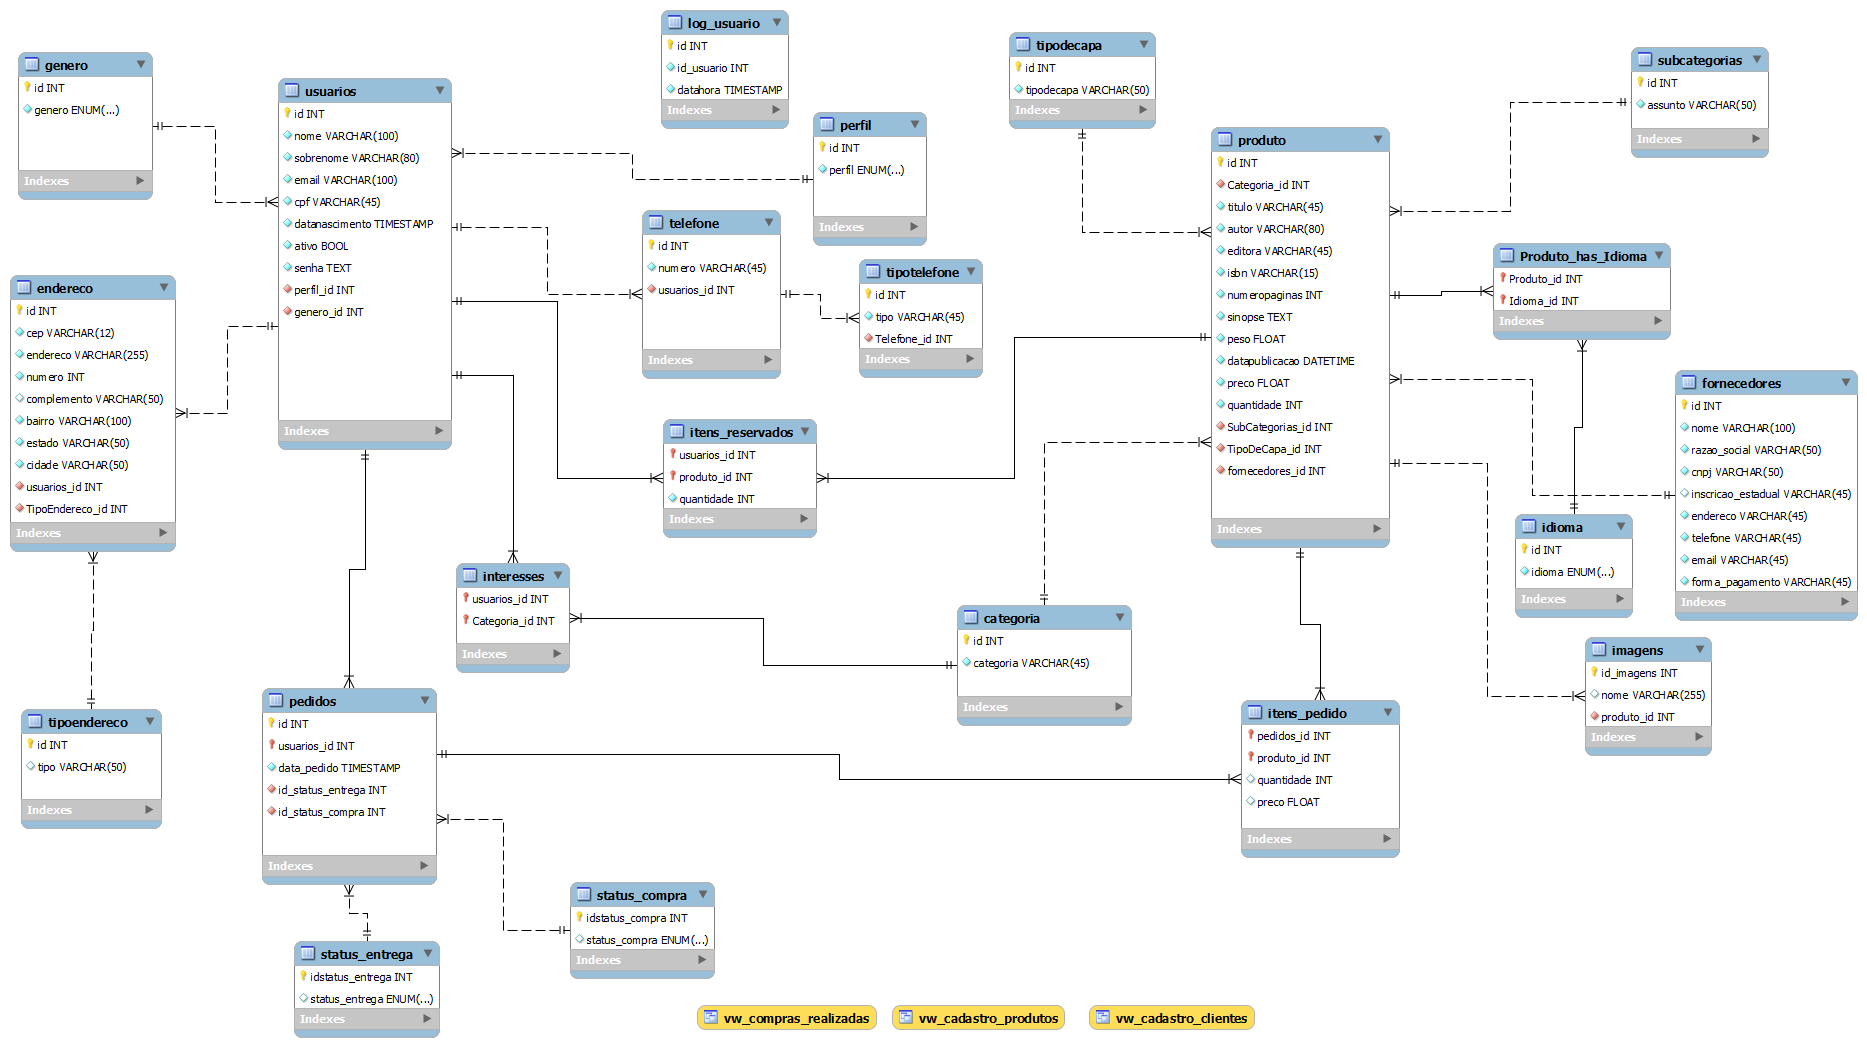 genero
id INT
genero ENUM(...)
Indexes
usuarios
id INT
nome VARCHAR(100)
sobrenome VARCHAR(80)
email VARCHAR(100)
cpf VARCHAR(45)
datanascimento TIMESTAMP
ativo BOOL
senha TEXT
perfil_id INT
genero_id INT
Indexes
log_usuario
id INT
id_usuario INT
datahora TIMESTAMP
Indexes
perfil
id INT
perfil ENUM(...)
Indexes
tipodecapa
id INT
tipodecapa VARCHAR(50)
Indexes
subcategorias
id INT
assunto VARCHAR(50)
Indexes
produto
id INT
Categoria_id INT
titulo VARCHAR(45)
autor VARCHAR(80)
editora VARCHAR(45)
isbn VARCHAR(15)
numeropaginas INT
sinopse TEXT
peso FLOAT
datapublicacao DATETIME
preco FLOAT
quantidade INT
SubCategorias_id INT
TipoDeCapa_id INT
fornecedores_id INT
Indexes
telefone
id INT
numero VARCHAR(45)
usuarios_id INT
Indexes
tipotelefone
id INT
tipo VARCHAR(45)
Telefone_id INT
Indexes
Produto_has_Idioma
Produto_id INT
Idioma_id INT
Indexes
endereco
id INT
cep VARCHAR(12)
endereco VARCHAR(255)
numero INT
complemento VARCHAR(50)
bairro VARCHAR(100)
estado VARCHAR(50)
cidade VARCHAR(50)
usuarios_id INT
TipoEndereco_id INT
Indexes
fornecedores
id INT
nome VARCHAR(100)
razao_social VARCHAR(50)
cnpj VARCHAR(50)
inscricao_estadual VARCHAR(45)
endereco VARCHAR(45)
telefone VARCHAR(45)
email VARCHAR(45)
forma_pagamento VARCHAR(45)
Indexes
itens_reservados
usuarios_id INT
produto_id INT
quantidade INT
Indexes
idioma
id INT
idioma ENUM(...)
Indexes
interesses
usuarios_id INT
Categoria_id INT
Indexes
categoria
id INT
categoria VARCHAR(45)
Indexes
imagens
id_imagens INT
nome VARCHAR(255)
produto_id INT
Indexes
pedidos
id INT
usuarios_id INT
data_pedido TIMESTAMP
id_status_entrega INT
id_status_compra INT
Indexes
itens_pedido
pedidos_id INT
produto_id INT
quantidade INT
preco FLOAT
Indexes
tipoendereco
id INT
tipo VARCHAR(50)
Indexes
status_compra
idstatus_compra INT
status_compra ENUM(...)
Indexes
status_entrega
idstatus_entrega INT
status_entrega ENUM(...)
Indexes
vw_compras_realizadas
vw_cadastro_produtos
vw_cadastro_clientes